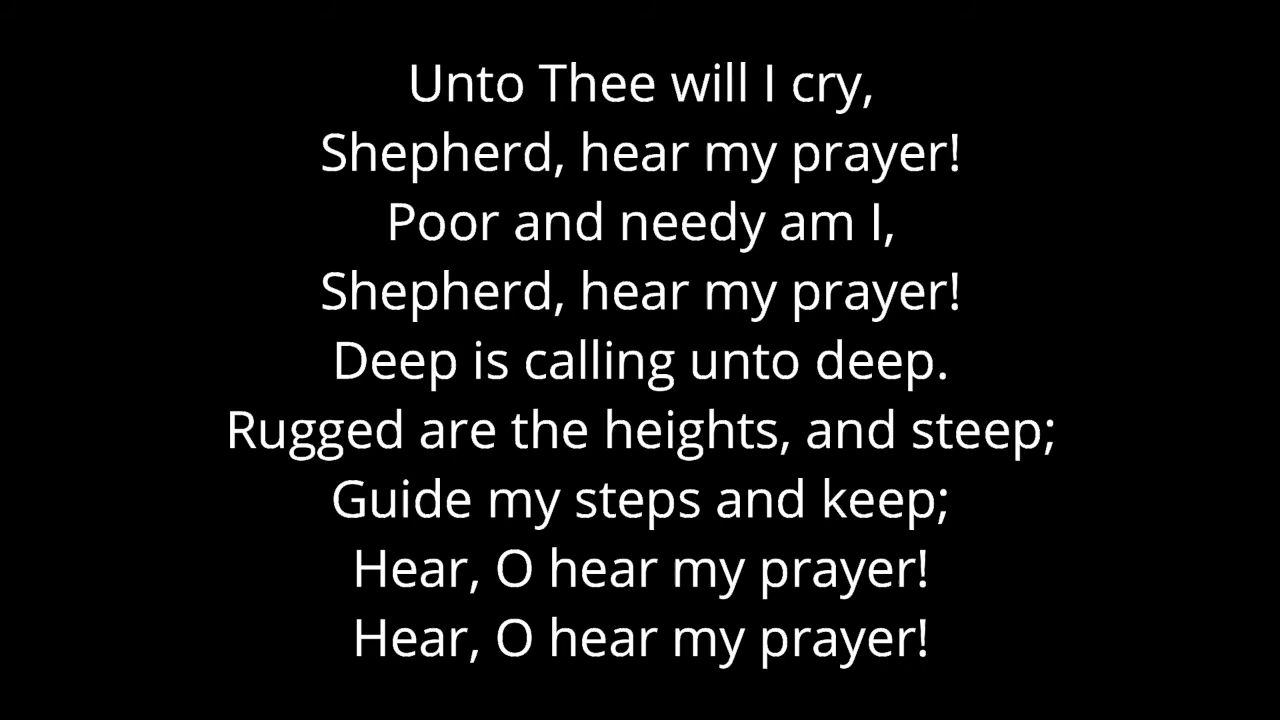 Unto Thee will I cry,
Shepherd, hear my prayer!
Poor and needy am I,
Shepherd, hear my prayer!
Deep is calling unto deep.
Rugged are the heights, and steep;
Guide my steps and keep;
Hear, O hear my prayer!
Hear, O hear my prayer!